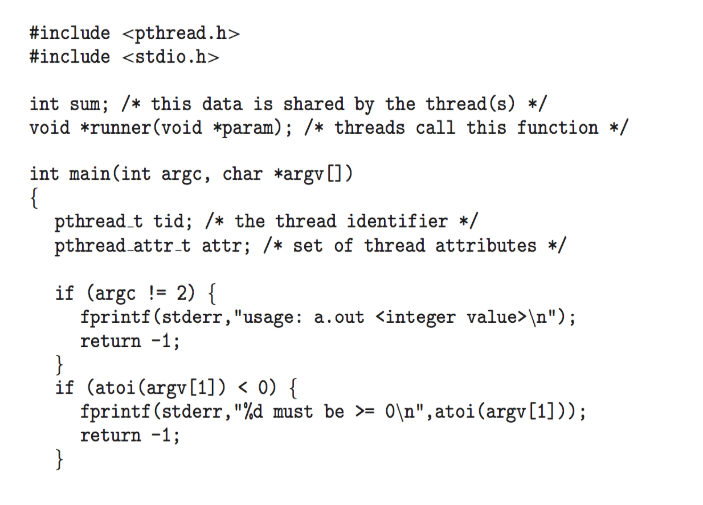 #include <pthread.h>
#include <stdio.h>
int sum; /* this data is shared by the thread(s) */
void *runner(void *param); /* threads call this function */
int main(int argc, char *argv[])
{
pthread_t tid; /* the thread identifier */
pthread_attr_t attr; /* set of thread attributes */
if (argc != 2) {
fprintf(stderr,"usage: a.out <integer value>\n");
return -1;
}
if (atoi(argv[1]) < 0) {
fprintf(stderr,"%d must be >= 0\n",atoi(argv[1]));
return -1;
}